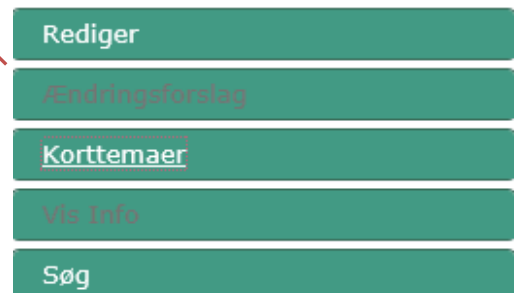 Rediger
Ændringsforslag
Korttemaer
Vis Info
Søg